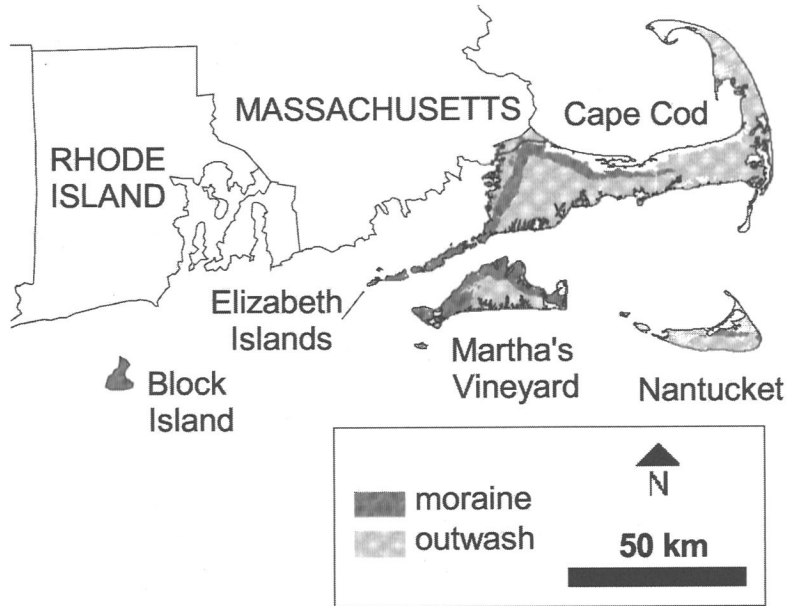 MASSACHUSETTS
Cape Cod
RHODE
ISLAND
Elizabeth
Islands
Martha's
Vineyard
Nantucket
Block
Island
moraine
outwash
N
50 km